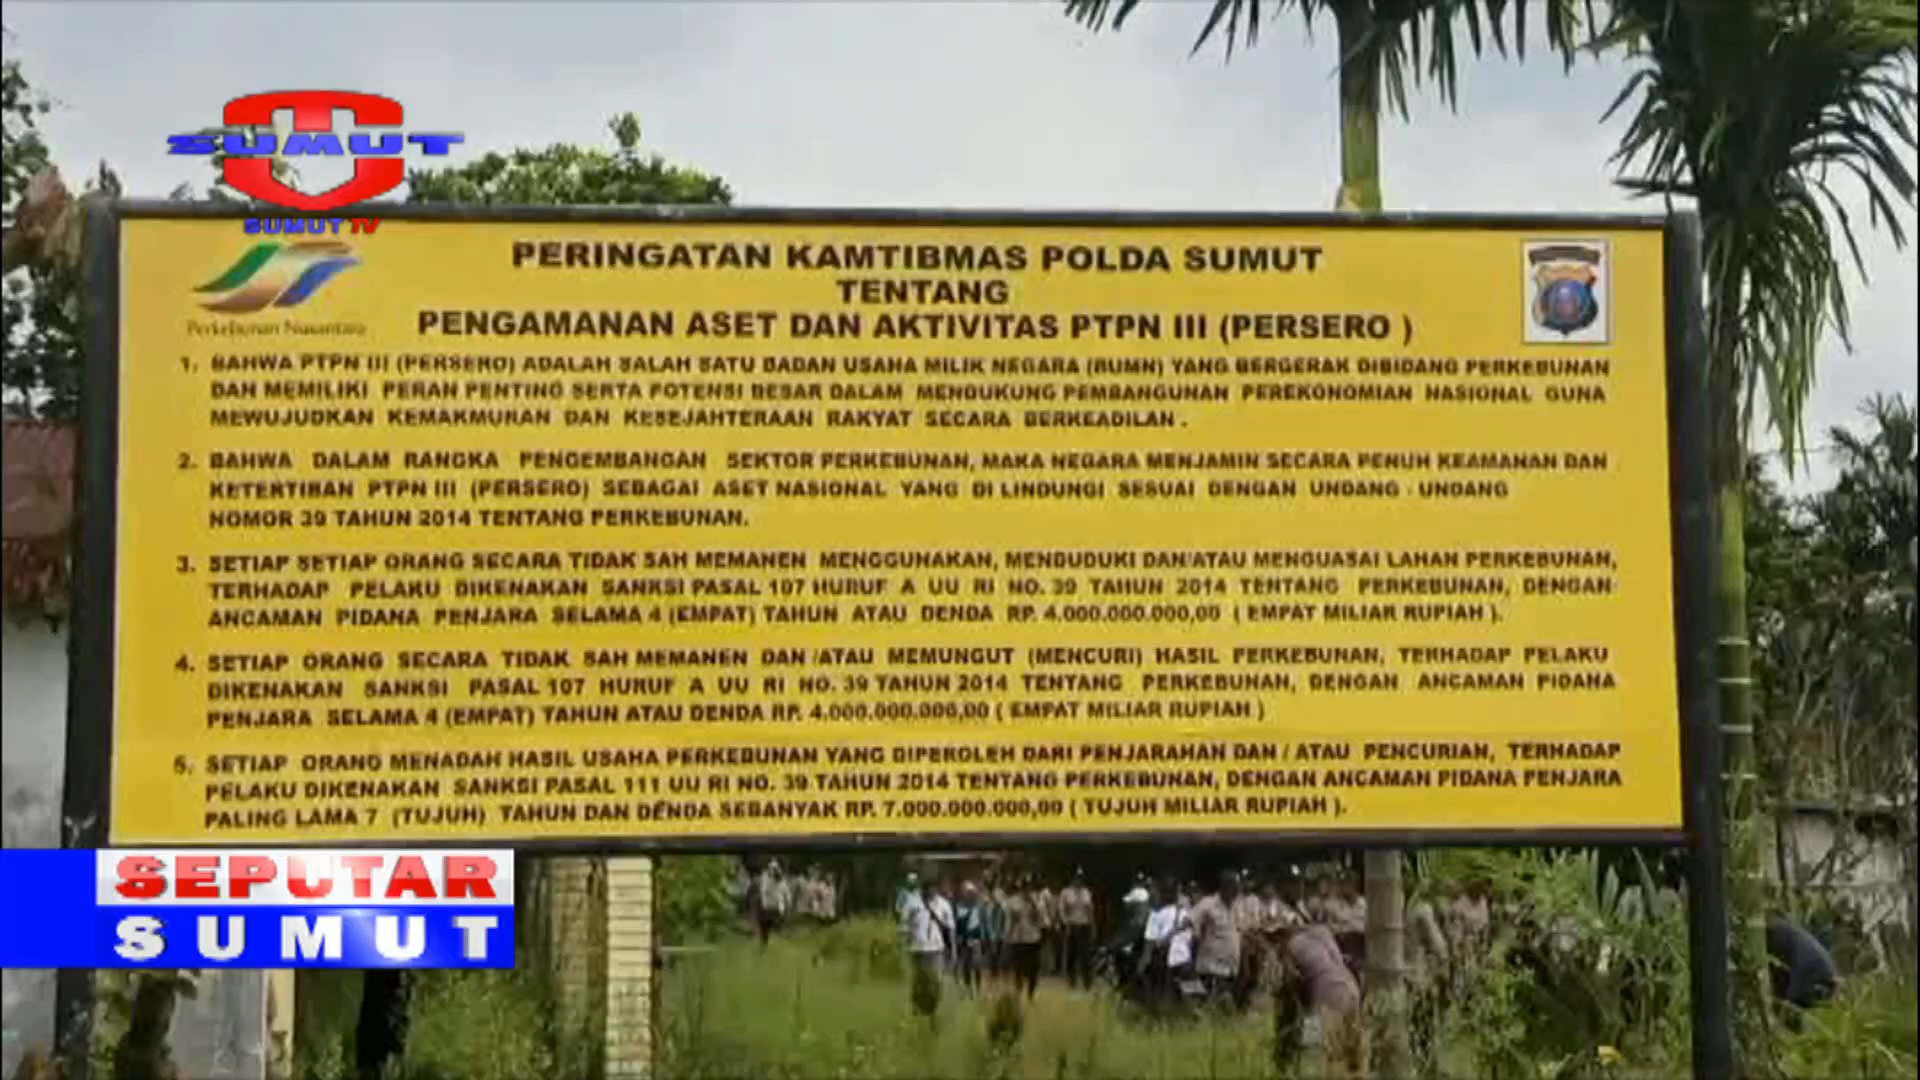 SUMUT
SUMUT TV
Perkebunan Nusantara
PERINGATAN KAMTIBMAS POLDA SUMUT
TENTANG
PENGAMANAN ASET DAN AKTIVITAS PTPN III (PERSERO )
1. BAHWA PTPN III (PERSERO) ADALAH SALAH SATU BADAN USAHA MILIK NEGARA (BUMN) YANG BERGERAK DIBIDANG PERKEBUNAN
DAN MEMILIKI PERAN PENTING SERTA POTENSI BESAR DALAM MENDUKUNG PEMBANGUNAN PEREKONOMIAN NASIONAL GUNA
MEWUJUDKAN KEMAKMURAN DAN KESEJAHTERAAN RAKYAT SECARA BERKEADILAN .
2. BAHWA DALAM RANGKA PENGEMBANGAN SEKTOR PERKEBUNAN, MAKA NEGARA MENJAMIN SECARA PENUH KEAMANAN DAN
KETERTIBAN PTPN III (PERSERO) SEBAGAI ASET NASIONAL YANG DI LINDUNGI SESUAI DENGAN UNDANG - UNDANG
NOMOR 39 TAHUN 2014 TENTANG PERKEBUNAN.
3. SETIAP SETIAP ORANG SECARA TIDAK SAH MEMANEN MENGGUNAKAN, MENDUDUKI DAN/ATAU MENGUASAI LAHAN PERKEBUNAN,
TERHADAP PELAKU DIKENAKAN SANKSI PASAL 107 HURUF A UU RI NO. 39 TAHUN 2014 TENTANG PERKEBUNAN, DENGAN
ANCAMAN PIDANA PENJARA SELAMA 4 (EMPAT) TAHUN ATAU DENDA RP. 4.000.000.000,00 ( EMPAT MILIAR RUPIAH ).
4. SETIAP ORANG SECARA TIDAK SAH MEMANEN DAN /ATAU MEMUNGUT (MENCURI) HASIL PERKEBUNAN, TERHADAP PELAKU
DIKENAKAN SANKSI PASAL 107 HURUF A UU RI NO. 39 TAHUN 2014 TENTANG PERKEBUNAN, DENGAN ANCAMAN PIDANA
PENJARA SELAMA 4 (EMPAT) TAHUN ATAU DENDA RP. 4.000.000.000,00 ( EMPAT MILIAR RUPIAH )
5. SETIAP ORANG MENADAH HASIL USAHA PERKEBUNAN YANG DIPEROLEH DARI PENJARAHAN DAN / ATAU PENCURIAN, TERHADAP
PELAKU DIKENAKAN SANKSI PASAL 111 UU RI NO. 39 TAHUN 2014 TENTANG PERKEBUNAN, DENGAN ANCAMAN PIDANA PENJARA
PALING LAMA 7 (TUJUH) TAHUN DAN DENDA SEBANYAK RP. 7.000.000.000,00 ( TUJUH MILIAR RUPIAH ).
SEPUTAR
SUMUT